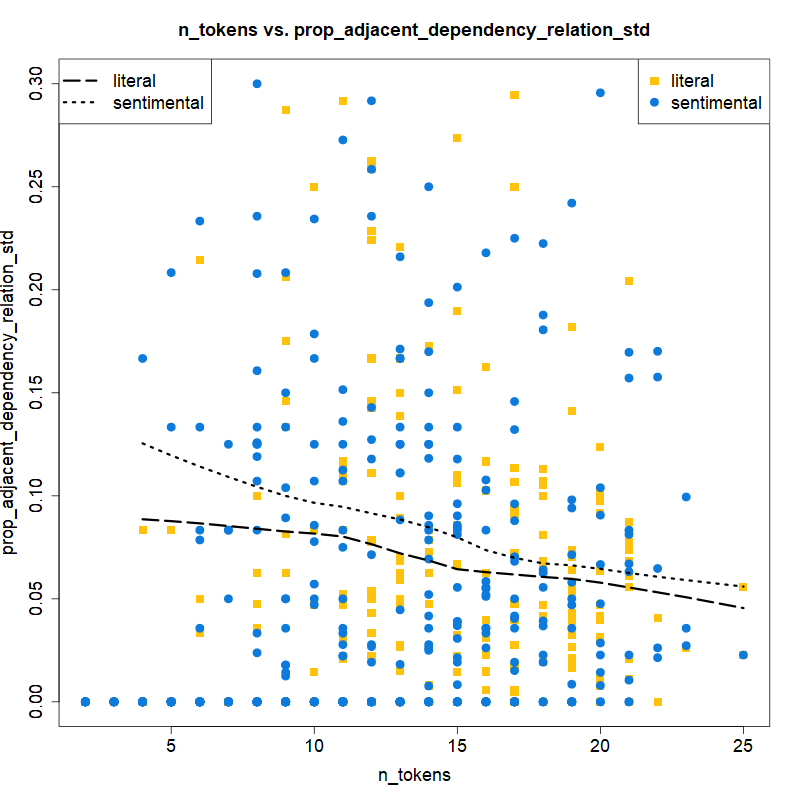 n_tokens vs. prop_adjacent_dependency_relation_std
literal
sentimental
literal
sentimental
prop_adjacent_dependency_relation_std
0.30
0.25
0.20
0.15
0.10
0.05
0.00
5 10 15 20 25
n_tokens